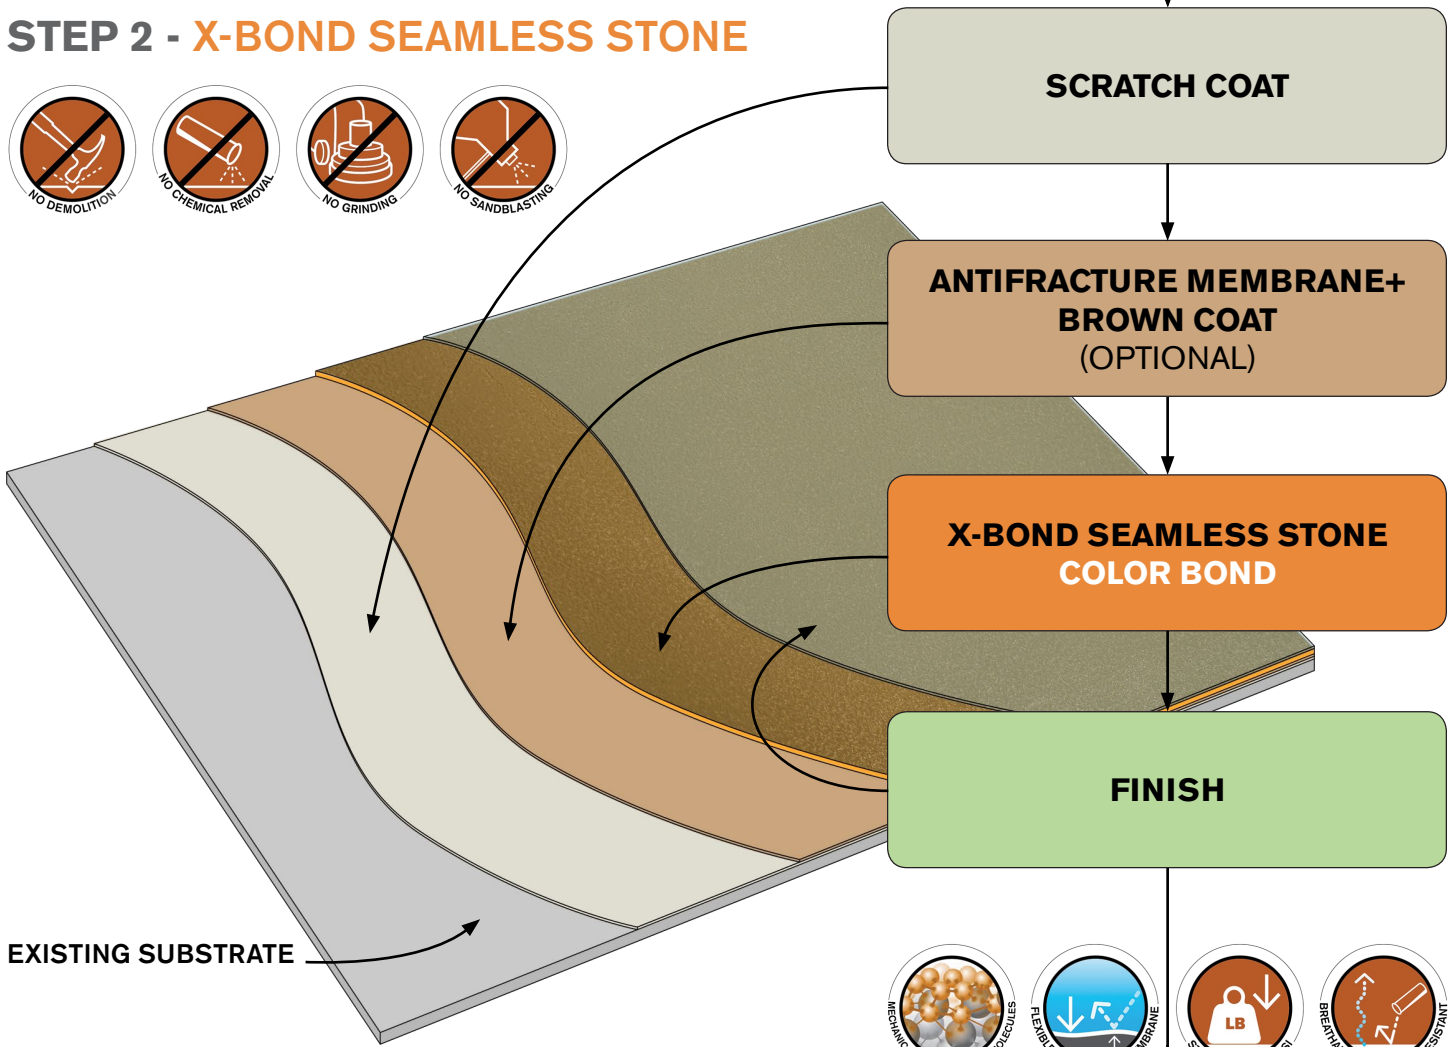 STEP 2 - X-BOND SEAMLESS STONE
NO DEMOLITION
NO CHEMICAL REMOVAL
NO GRINDING
NO SANDBLASTING
SCRATCH COAT
ANTIFRACTURE MEMBRANE+
BROWN COAT
(OPTIONAL)
X-BOND SEAMLESS STONE
COLOR BOND
FINISH
EXISTING SUBSTRATE
FLEXIBLE
LB